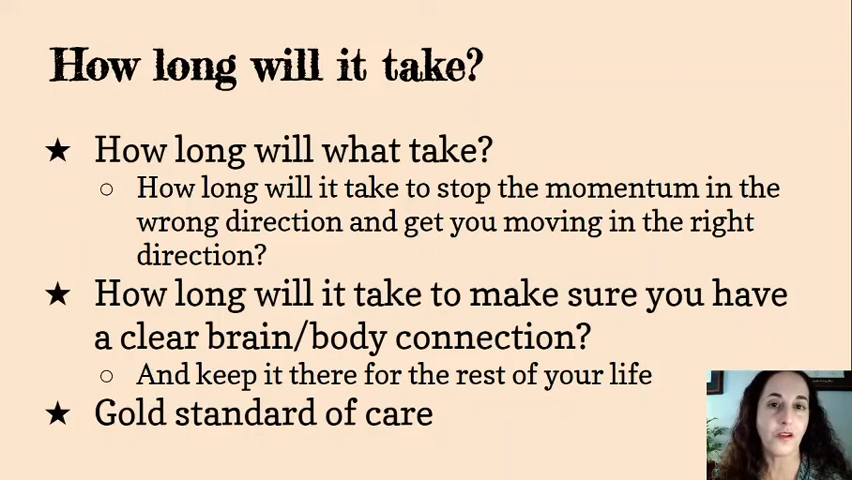 How long will it take?
★ How long will what take?
○ How long will it take to stop the momentum in the
wrong direction and get you moving in the right
direction?
★ How long will it take to make sure you have
a clear brain/body connection?
○ And keep it there for the rest of your life
★ Gold standard of care